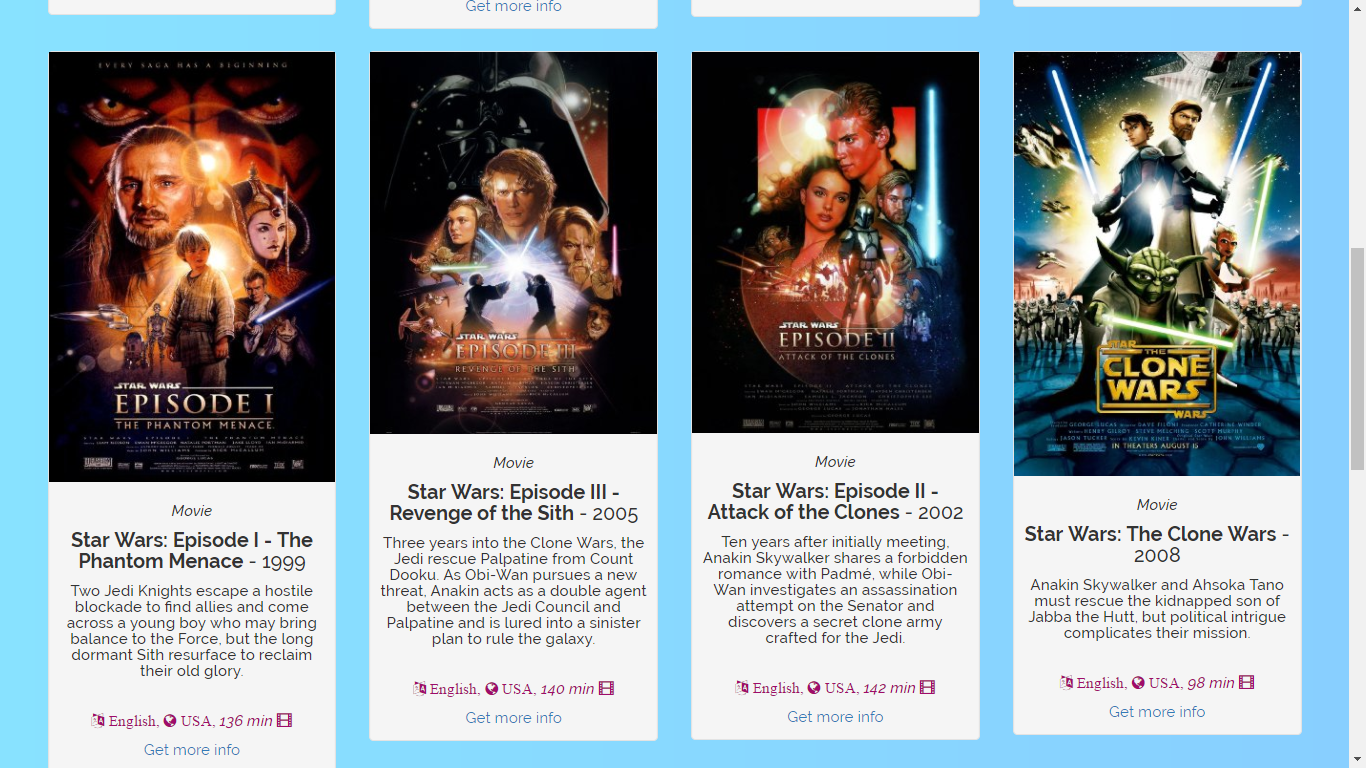 Get more info
EVERY SAGA HAS A BEGINNING
STAR WARS
EPISODE I
THE PHANTOM MENACE
Movie
Star Wars: Episode I - The
Phantom Menace - 1999
Two Jedi Knights escape a hostile
blockade to find allies and come
across a young boy who may bring
balance to the Force, but the long
dormant Sith resurface to reclaim
their old glory.
English, USA, 136 min
Get more info
STAR WARS
EPISODE III
REVENGE OF THE SITH
Movie
Star Wars: Episode III -
Revenge of the Sith - 2005
Three years into the Clone Wars, the
Jedi rescue Palpatine from Count
Dooku. As Obi-Wan pursues a new
threat, Anakin acts as a double agent
between the Jedi Council and
Palpatine and is lured into a sinister
plan to rule the galaxy.
English, USA, 140 min
Get more info
STAR WARS
EPISODE II
ATTACK OF THE CLONES
Movie
Star Wars: Episode II -
Attack of the Clones - 2002
Ten years after initially meeting,
Anakin Skywalker shares a forbidden
romance with Padmé, while Obi-
Wan investigates an assassination
attempt on the Senator and
discovers a secret clone army
crafted for the Jedi.
English, USA, 142 min
Get more info
STAR
THE
CLONE
WARS
WARS
IN THEATERS AUGUST 15
Movie
Star Wars: The Clone Wars -
2008
Anakin Skywalker and Ahsoka Tano
must rescue the kidnapped son of
Jabba the Hutt, but political intrigue
complicates their mission.
English, USA, 98 min
Get more info